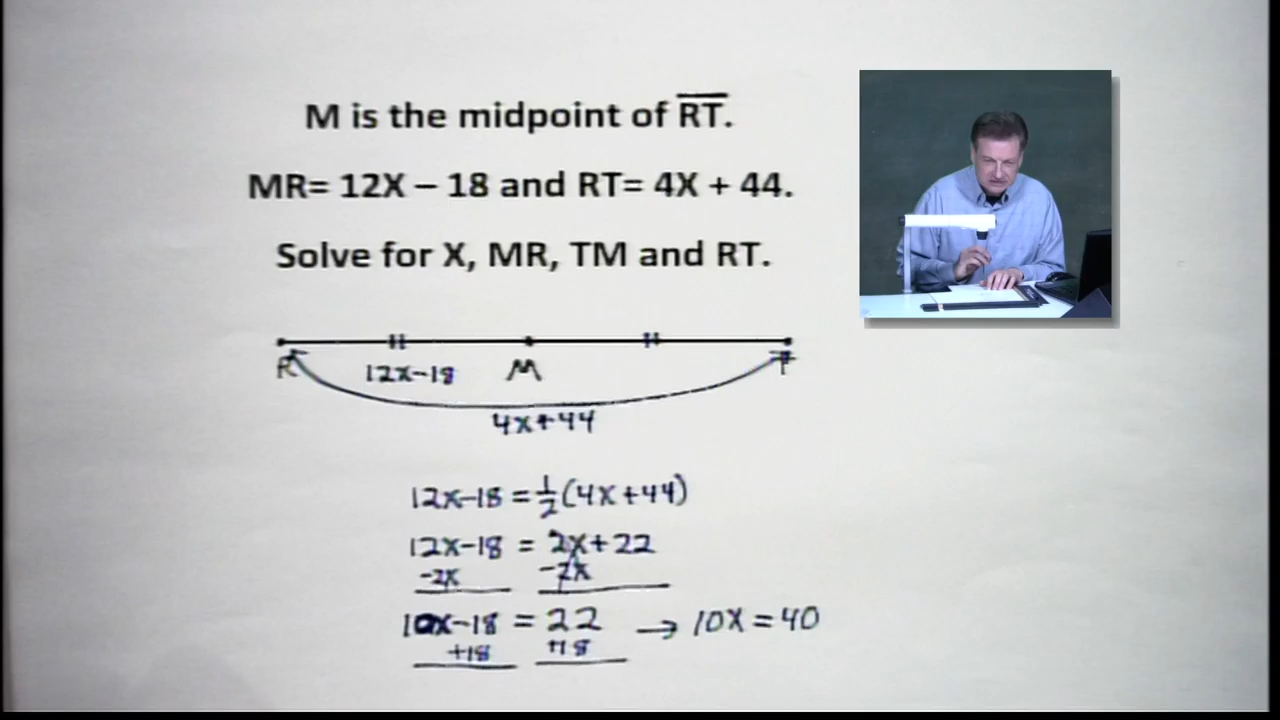 M is the midpoint of RT.
MR= 12X – 18 and RT= 4X + 44.
Solve for X, MR, TM and RT.
R 12x-18 M T
4x+44
12x-18 = 1/2(4x+44)
12x-18 = 2x+22
-2x -2x
10x-18 = 22 → 10X = 40
+18 +18